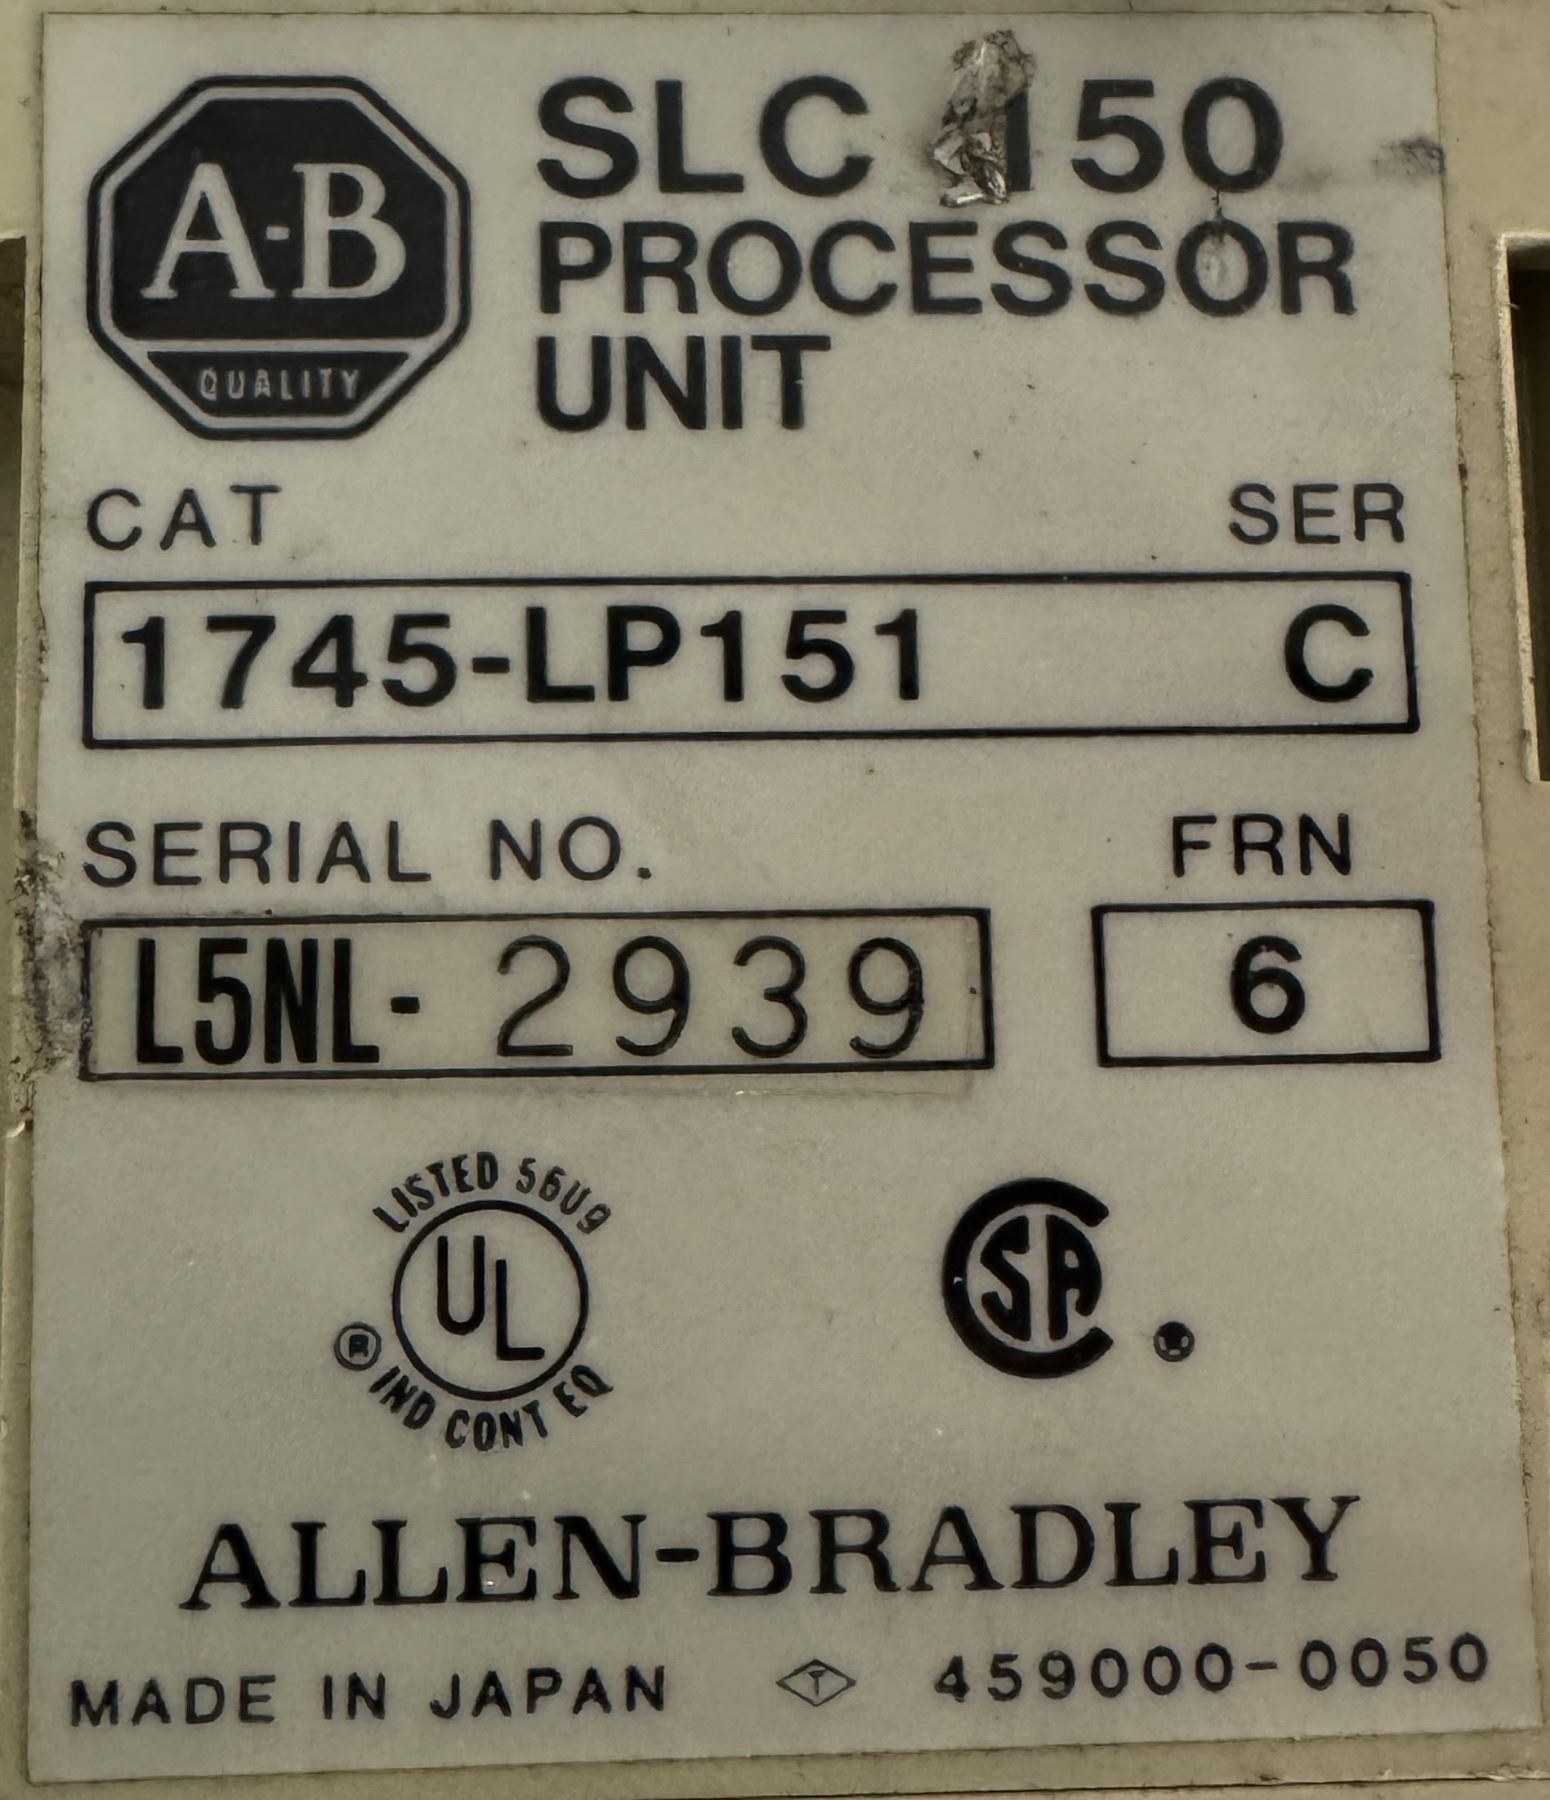 A-B
QUALITY
SLC 150
PROCESSOR
UNIT
CAT SER
1745-LP151 C
SERIAL NO. FRN
L5NL- 2939 6
LISTED 56U9
UL
®
IND CONT EQ
CSA
ALLEN-BRADLEY
MADE IN JAPAN T 459000-0050